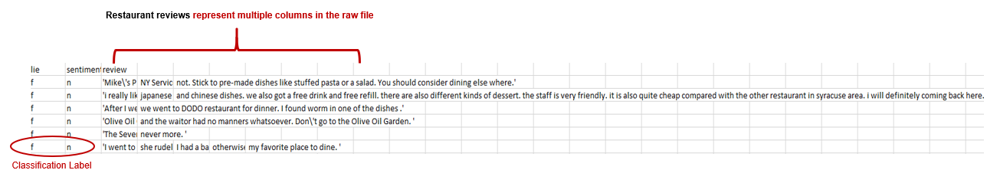 Restaurant reviews represent multiple columns in the raw file
lie sentiment review
f n 'Mike\'s P NY Servic not. Stick to pre-made dishes like stuffed pasta or a salad. You should consider dining else where.'
f n 'i really lik japanese and chinese dishes. we also got a free drink and free refill. there are also different kinds of dessert. the staff is very friendly. it is also quite cheap compared with the other restaurant in syracuse area. i will definitely coming back here.
f n 'After I we we went to DODO restaurant for dinner. I found worm in one of the dishes .'
f n 'Olive Oil and the waitor had no manners whatsoever. Don\'t go to the Olive Oil Garden. '
f n 'The Seven never more. '
f n 'I went to she rudel I had a ba otherwise my favorite place to dine. '
Classification Label